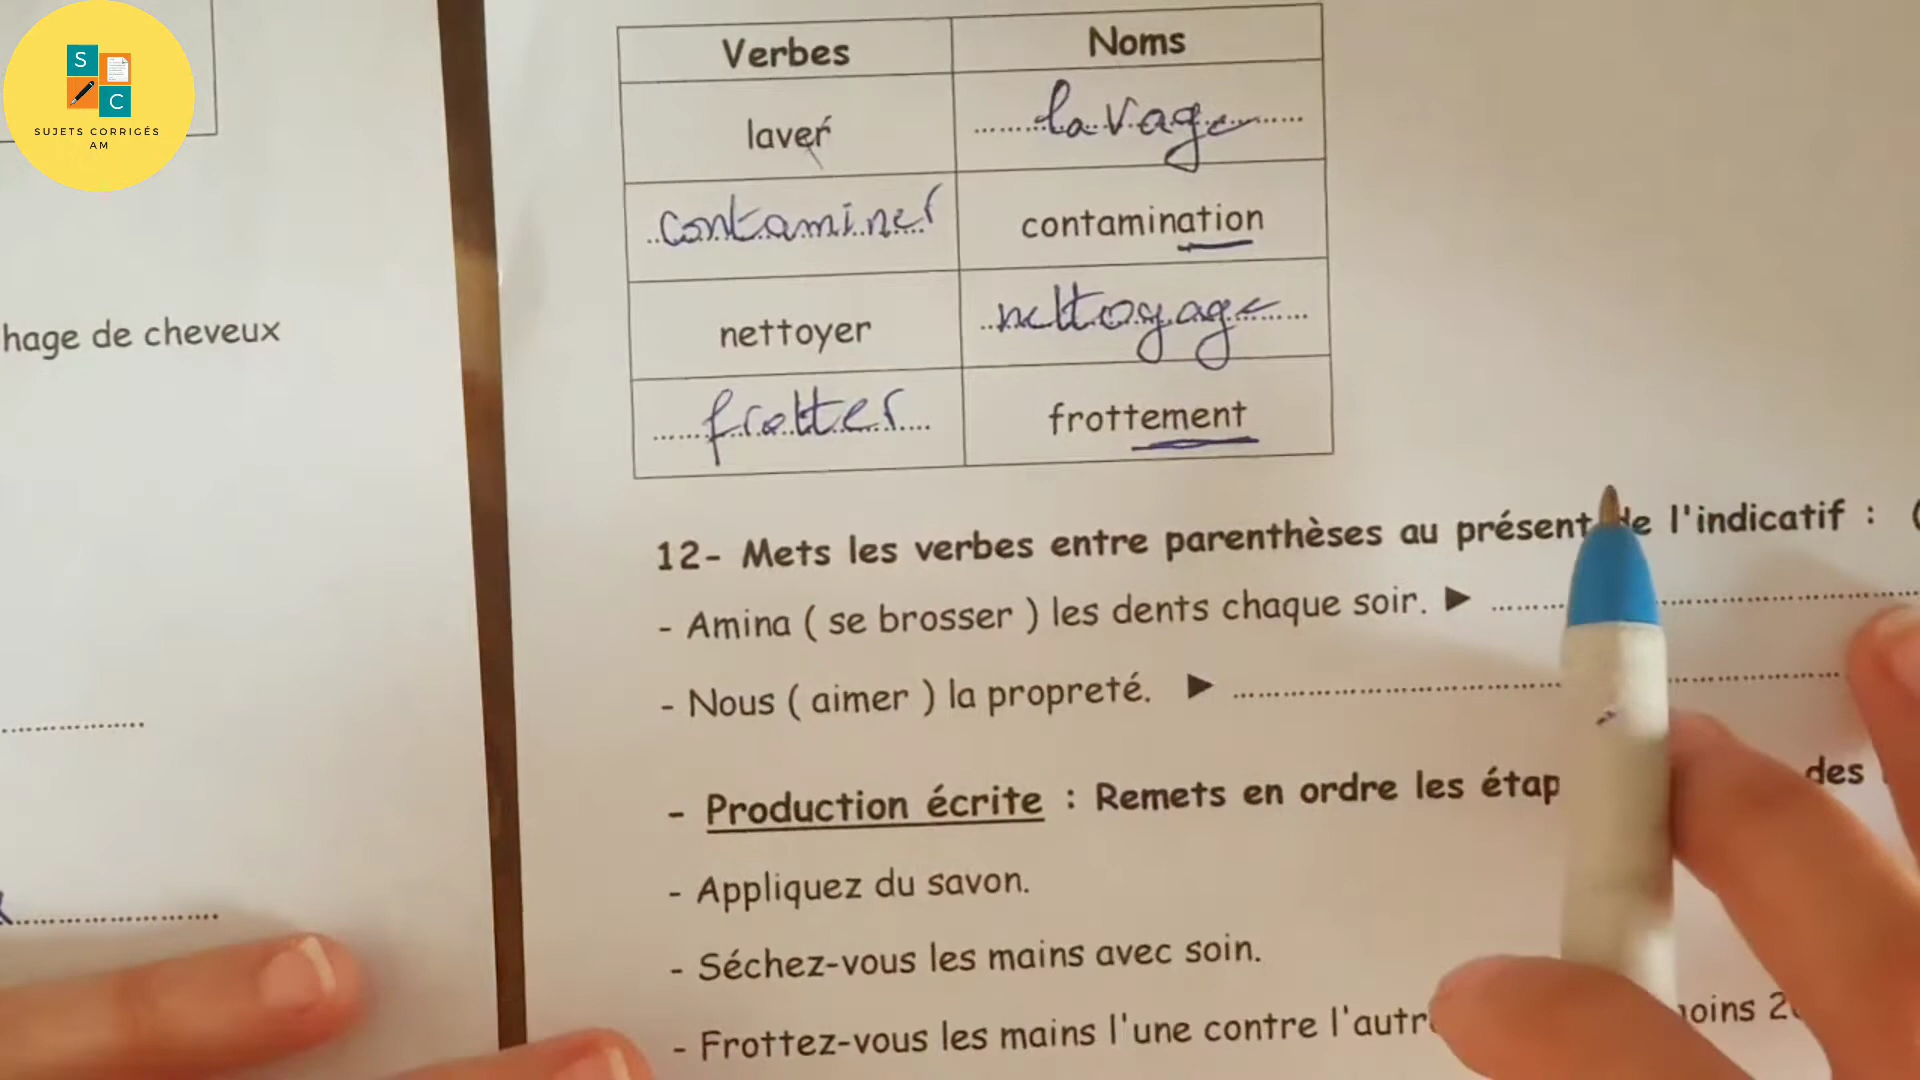 S
C
SUJETS CORRIGÉS
AM
Verbes Noms
laver lavage
contaminer contamination
nettoyer nettoyage
frotter frottement
hage de cheveux
12- Mets les verbes entre parenthèses au présent de l'indicatif : (
- Amina ( se brosser ) les dents chaque soir. ► ..........
- Nous ( aimer ) la propreté. ► ..........
- Production écrite : Remets en ordre les étap des
- Appliquez du savon.
- Séchez-vous les mains avec soin.
- Frottez-vous les mains l'une contre l'autr oins 2